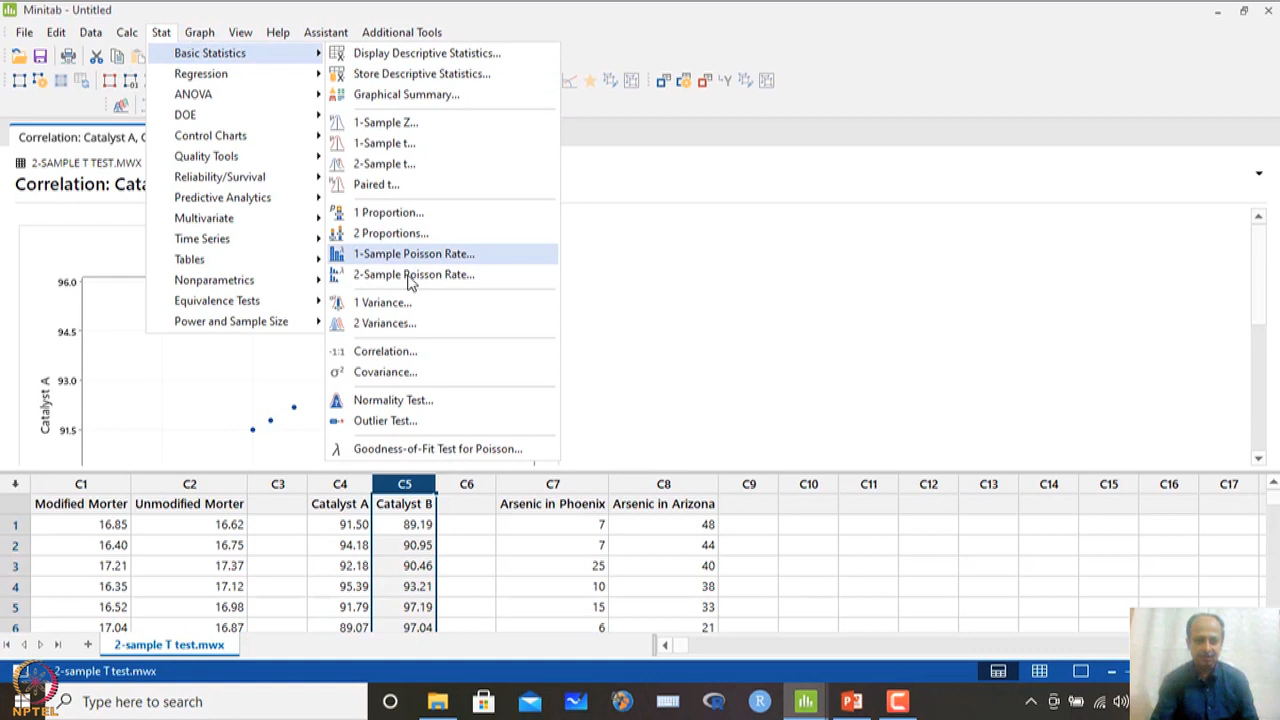 Minitab - Untitled
File Edit Data Calc Stat Graph View Help Assistant Additional Tools
Basic Statistics
Regression
ANOVA
DOE
Control Charts
Quality Tools
Reliability/Survival
Predictive Analytics
Multivariate
Time Series
Tables
Nonparametrics
Equivalence Tests
Power and Sample Size
Display Descriptive Statistics...
Store Descriptive Statistics...
Graphical Summary...
1-Sample Z...
1-Sample t...
2-Sample t...
Paired t...
1 Proportion...
2 Proportions...
1-Sample Poisson Rate...
2-Sample Poisson Rate...
1 Variance...
2 Variances...
Correlation...
Covariance...
Normality Test...
Outlier Test...
Goodness-of-Fit Test for Poisson...
Correlation: Catalyst A, C
2-SAMPLE T TEST.MWX
Correlation: Cata
96.0
94.5
93.0
91.5
Catalyst A
C1 C2 C3 C4 C5 C6 C7 C8 C9 C10 C11 C12 C13 C14 C15 C16 C17
Modified Morter Unmodified Morter Catalyst A Catalyst B Arsenic in Phoenix Arsenic in Arizona
1 16.85 16.62 91.50 89.19 7 48
2 16.40 16.75 94.18 90.95 7 44
3 17.21 17.37 92.18 90.46 25 40
4 16.35 17.12 95.39 93.21 10 38
5 16.52 16.98 91.79 97.19 15 33
6 17.04 16.87 89.07 97.04 6 21
2-sample T test.mwx
2-sample T test.mwx
Type here to search
NPTEL